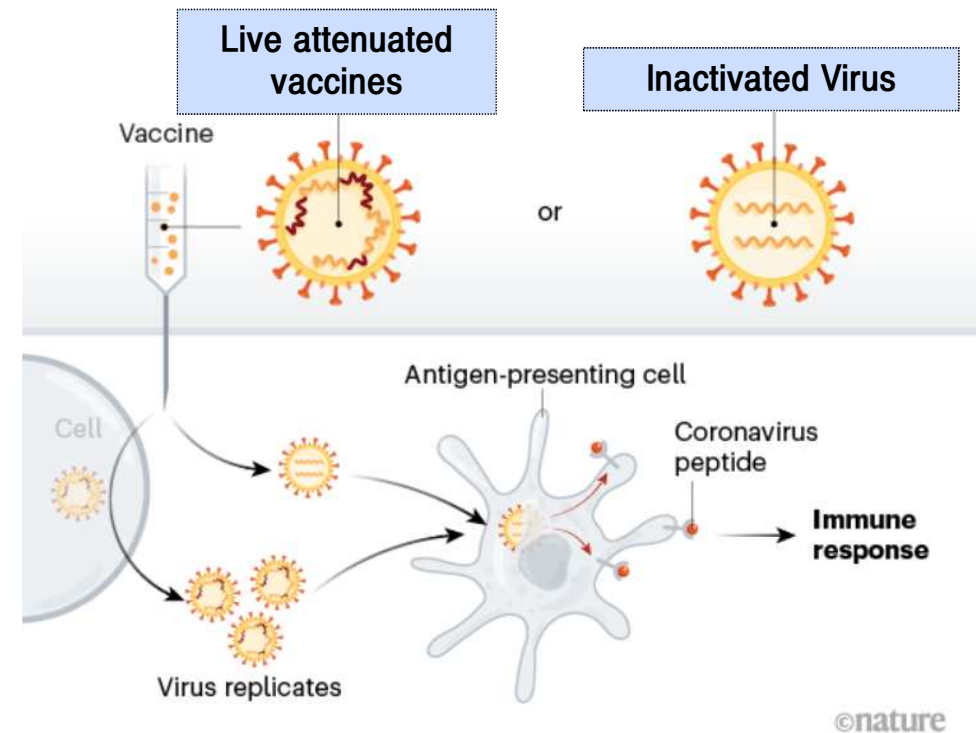 Live attenuated
vaccines
Inactivated Virus
Vaccine
or
Antigen-presenting cell
Cell
Coronavirus
peptide
Immune
response
Virus replicates
©nature